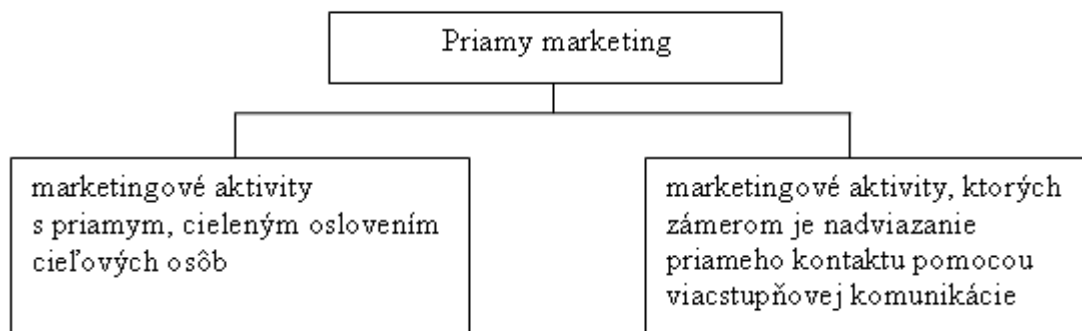 Priamy marketing
marketingové aktivity
s priamym, cieleným oslovením
cieľových osôb
marketingové aktivity, ktorých
zámerom je nadviazanie
priameho kontaktu pomocou
viacstupňovej komunikácie